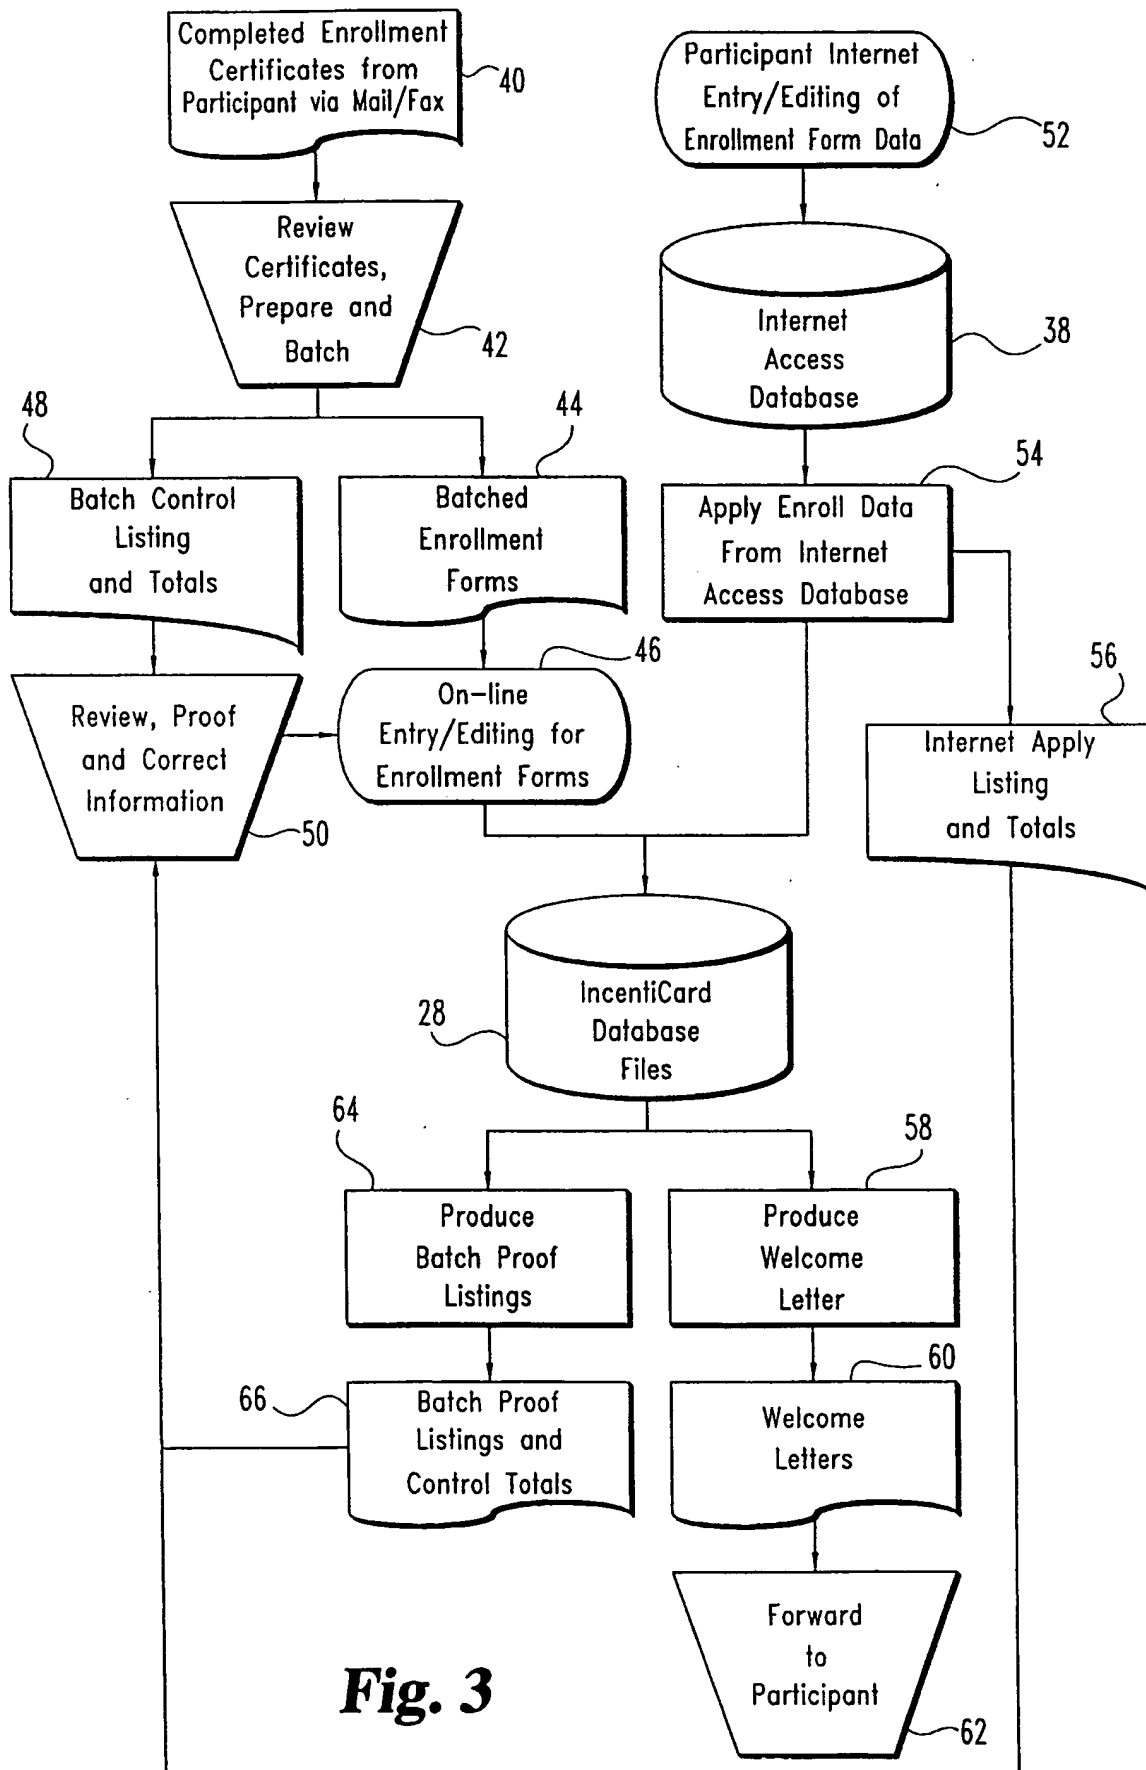 Completed Enrollment
Certificates from
Participant via Mail/Fax
40
Participant Internet
Entry/Editing of
Enrollment Form Data
52
Review
Certificates,
Prepare and
Batch
42
Internet
Access
Database
38
48
Batch Control
Listing
and Totals
44
Batched
Enrollment
Forms
54
Apply Enroll Data
From Internet
Access Database
Review, Proof
and Correct
Information
50
46
On-line
Entry/Editing for
Enrollment Forms
56
Internet Apply
Listing
and Totals
IncentiCard
Database
Files
28
64
Produce
Batch Proof
Listings
58
Produce
Welcome
Letter
66
Batch Proof
Listings and
Control Totals
60
Welcome
Letters
Forward
to
Participant
62
Fig. 3